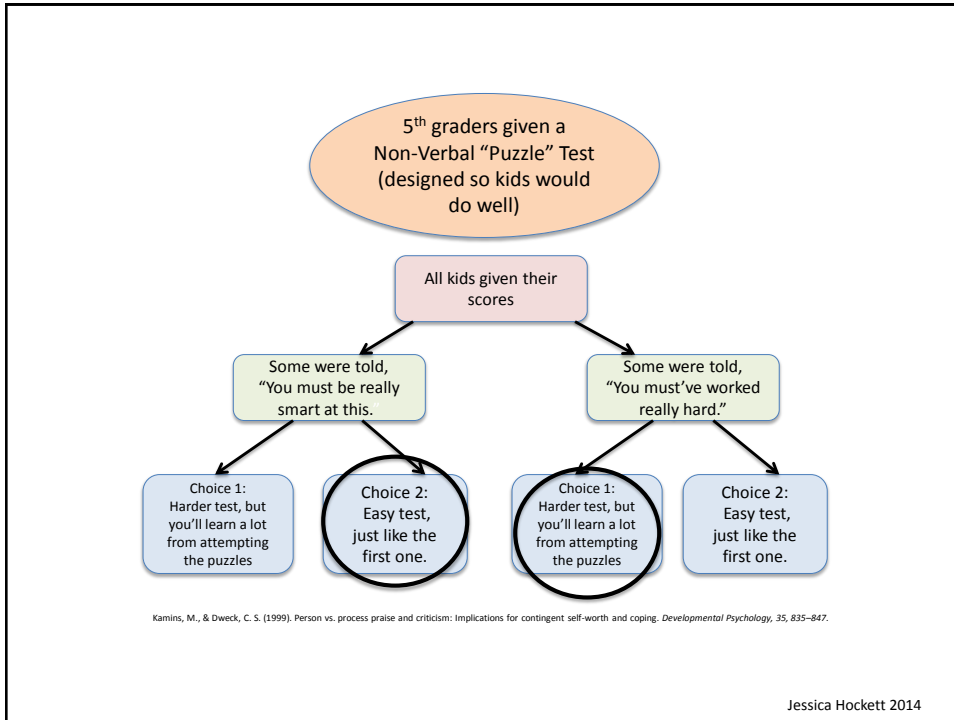 5th graders given a
Non-Verbal “Puzzle” Test
(designed so kids would
do well)
All kids given their
scores
Some were told,
“You must be really
smart at this.”
Some were told,
“You must’ve worked
really hard.”
Choice 1:
Harder test, but
you’ll learn a lot
from attempting
the puzzles
Choice 2:
Easy test,
just like the
first one.
Choice 1:
Harder test, but
you’ll learn a lot
from attempting
the puzzles
Choice 2:
Easy test,
just like the
first one.
Kamins, M., & Dweck, C. S. (1999). Person vs. process praise and criticism: Implications for contingent self-worth and coping. Developmental Psychology, 35, 835–847.
Jessica Hockett 2014